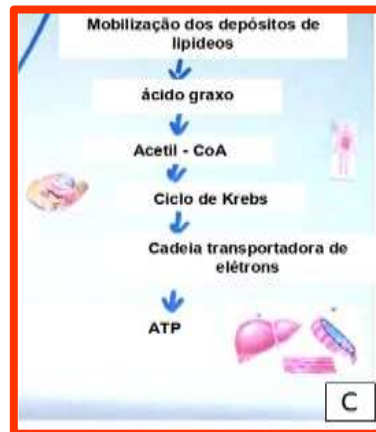 Mobilização dos depósitos de
lipídeos
ácido graxo
Acetil - CoA
Ciclo de Krebs
Cadeia transportadora de
elétrons
ATP
C